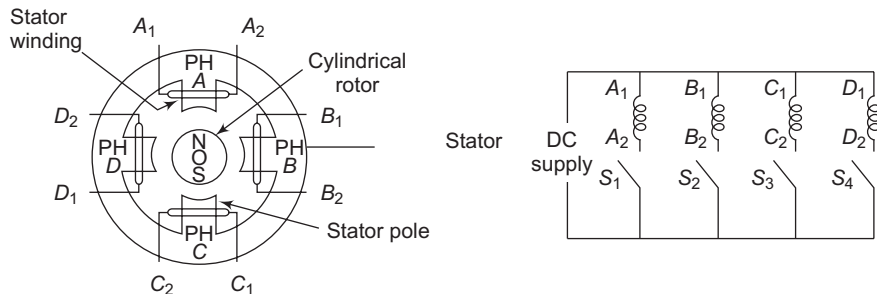 Stator
winding
A1
A2
PH
A
Cylindrical
rotor
D2
B1
PH
D
N
O
S
PH
B
D1
B2
PH
C
Stator pole
C2
C1
Stator
DC
supply
A1
B1
C1
D1
A2
B2
C2
D2
S1
S2
S3
S4